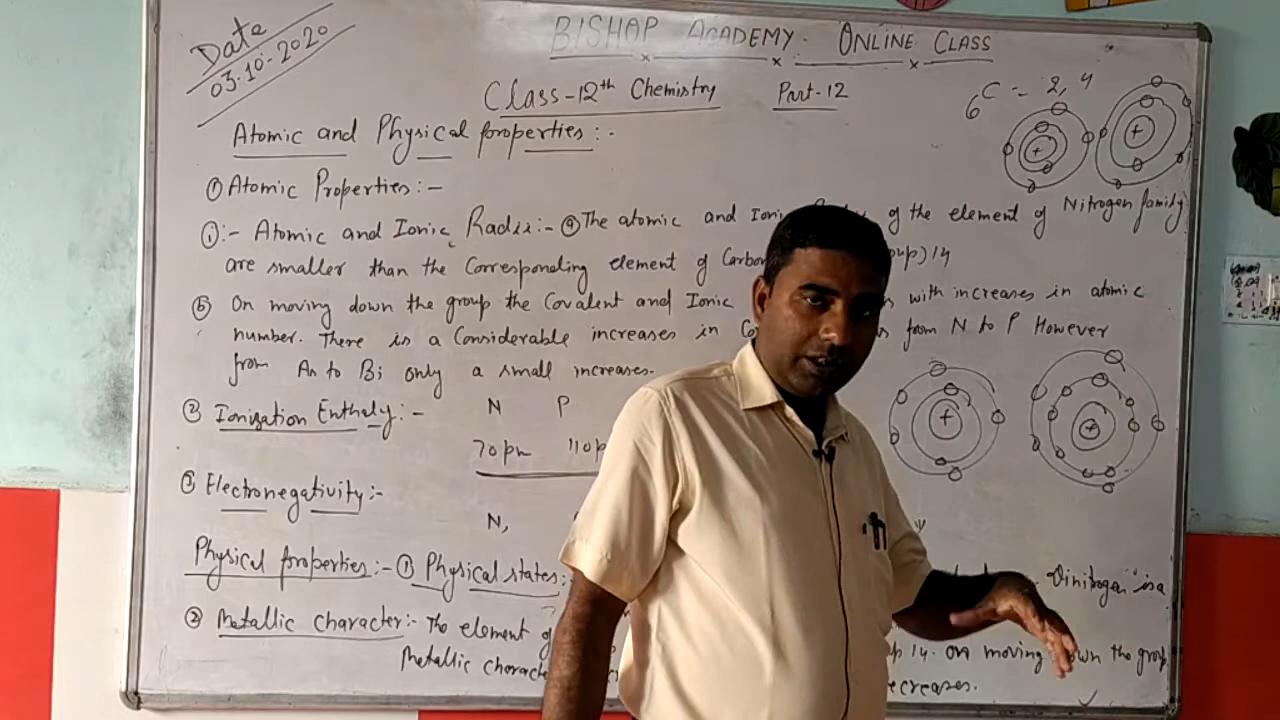 Date
03.10.2020
BISHOP ACADEMY. ONLINE CLASS
Class-12th Chemistry Part-12
6C = 2, 4
Atomic and Physical properties :-
① Atomic Properties :-
①:- Atomic and Ionic Radii :- ⓐ The atomic and Ionic of the element of Nitrogen family
are smaller than the Corresponding element of Carbon 14
ⓑ On moving down the group the Covalent and Ionic with increases in atomic
number. There is a Considerable increases in from N to P However
from As to Bi only a small increases.
② Ionization Enthaly :- N P
70 pm 110 p
③ Electronegativity :-
N,
Physical properties :- ① Physical states :- Dinitrogen is a
② Metallic character :- The element of 14. On moving down the group
Metallic ecreases.